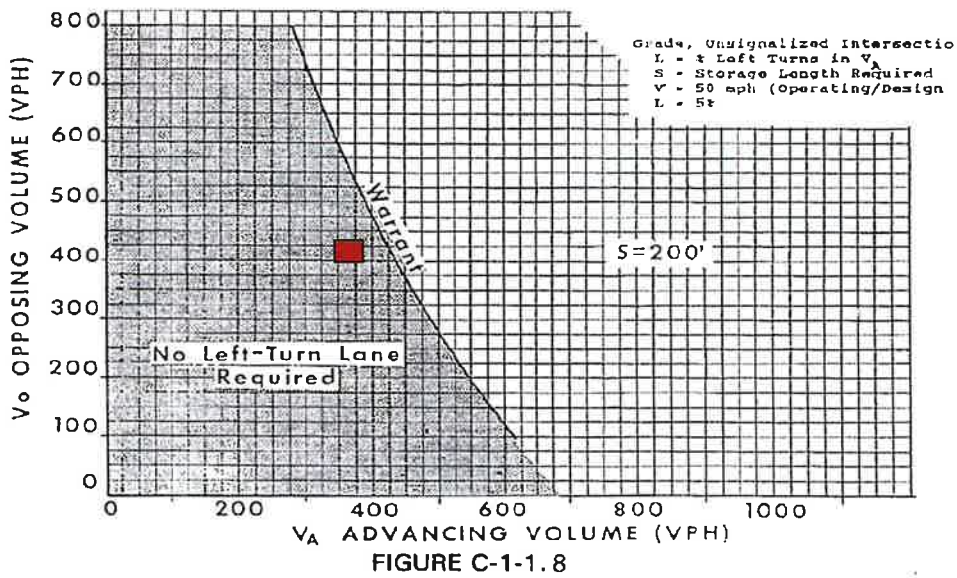 800
700
600
500
400
300
200
100
0
Vo OPPOSING VOLUME (VPH)
Grade, Unsignalized Intersectio
L - % Left Turns in VA
S - Storage Length Required
V - 50 mph (Operating/Design
L - 5%
Warrant
S=200'
No Left-Turn Lane
Required
0 200 400 600 800 1000
VA ADVANCING VOLUME (VPH)
FIGURE C-1-1.8